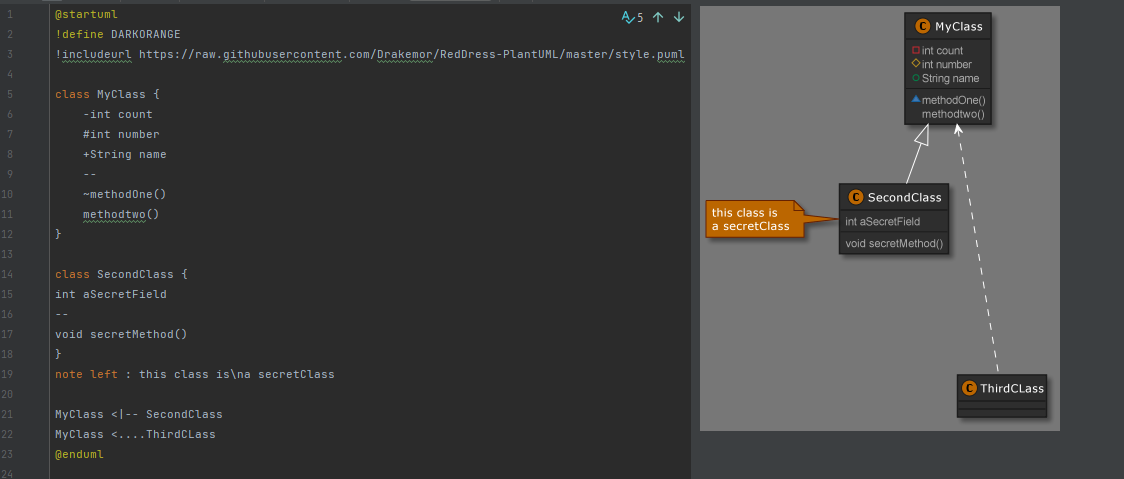 1 @startuml
2 !define DARKORANGE
3 !includeurl https://raw.githubusercontent.com/Drakemor/RedDress-PlantUML/master/style.puml
4
5 class MyClass {
6 -int count
7 #int number
8 +String name
9 --
10 ~methodOne()
11 methodtwo()
12 }
13
14 class SecondClass {
15 int aSecretField
16 --
17 void secretMethod()
18 }
19 note left : this class is\na secretClass
20
21 MyClass <|-- SecondClass
22 MyClass <....ThirdCLass
23 @enduml
24
5
C MyClass
int count
int number
String name
methodOne()
methodtwo()
C SecondClass
int aSecretField
void secretMethod()
this class is
a secretClass
C ThirdCLass